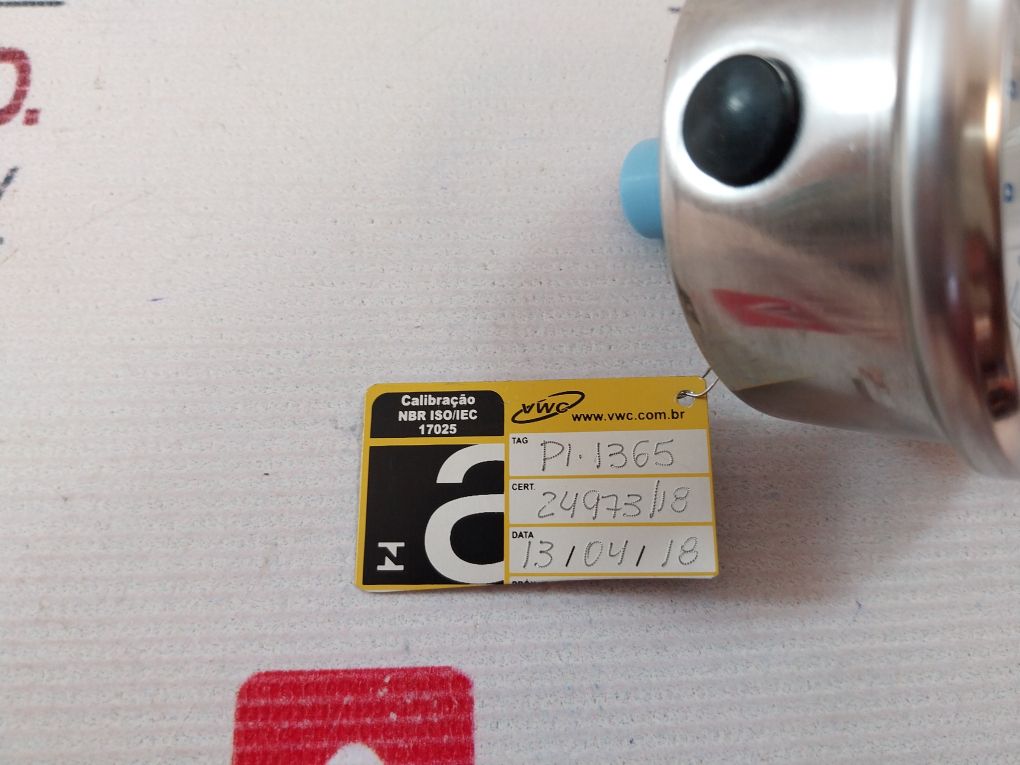 D.
Calibração
NBR ISO/IEC
17025
VWC
www.vwc.com.br
TAG PI-1365
CERT. 24973/18
DATA 13/04/18